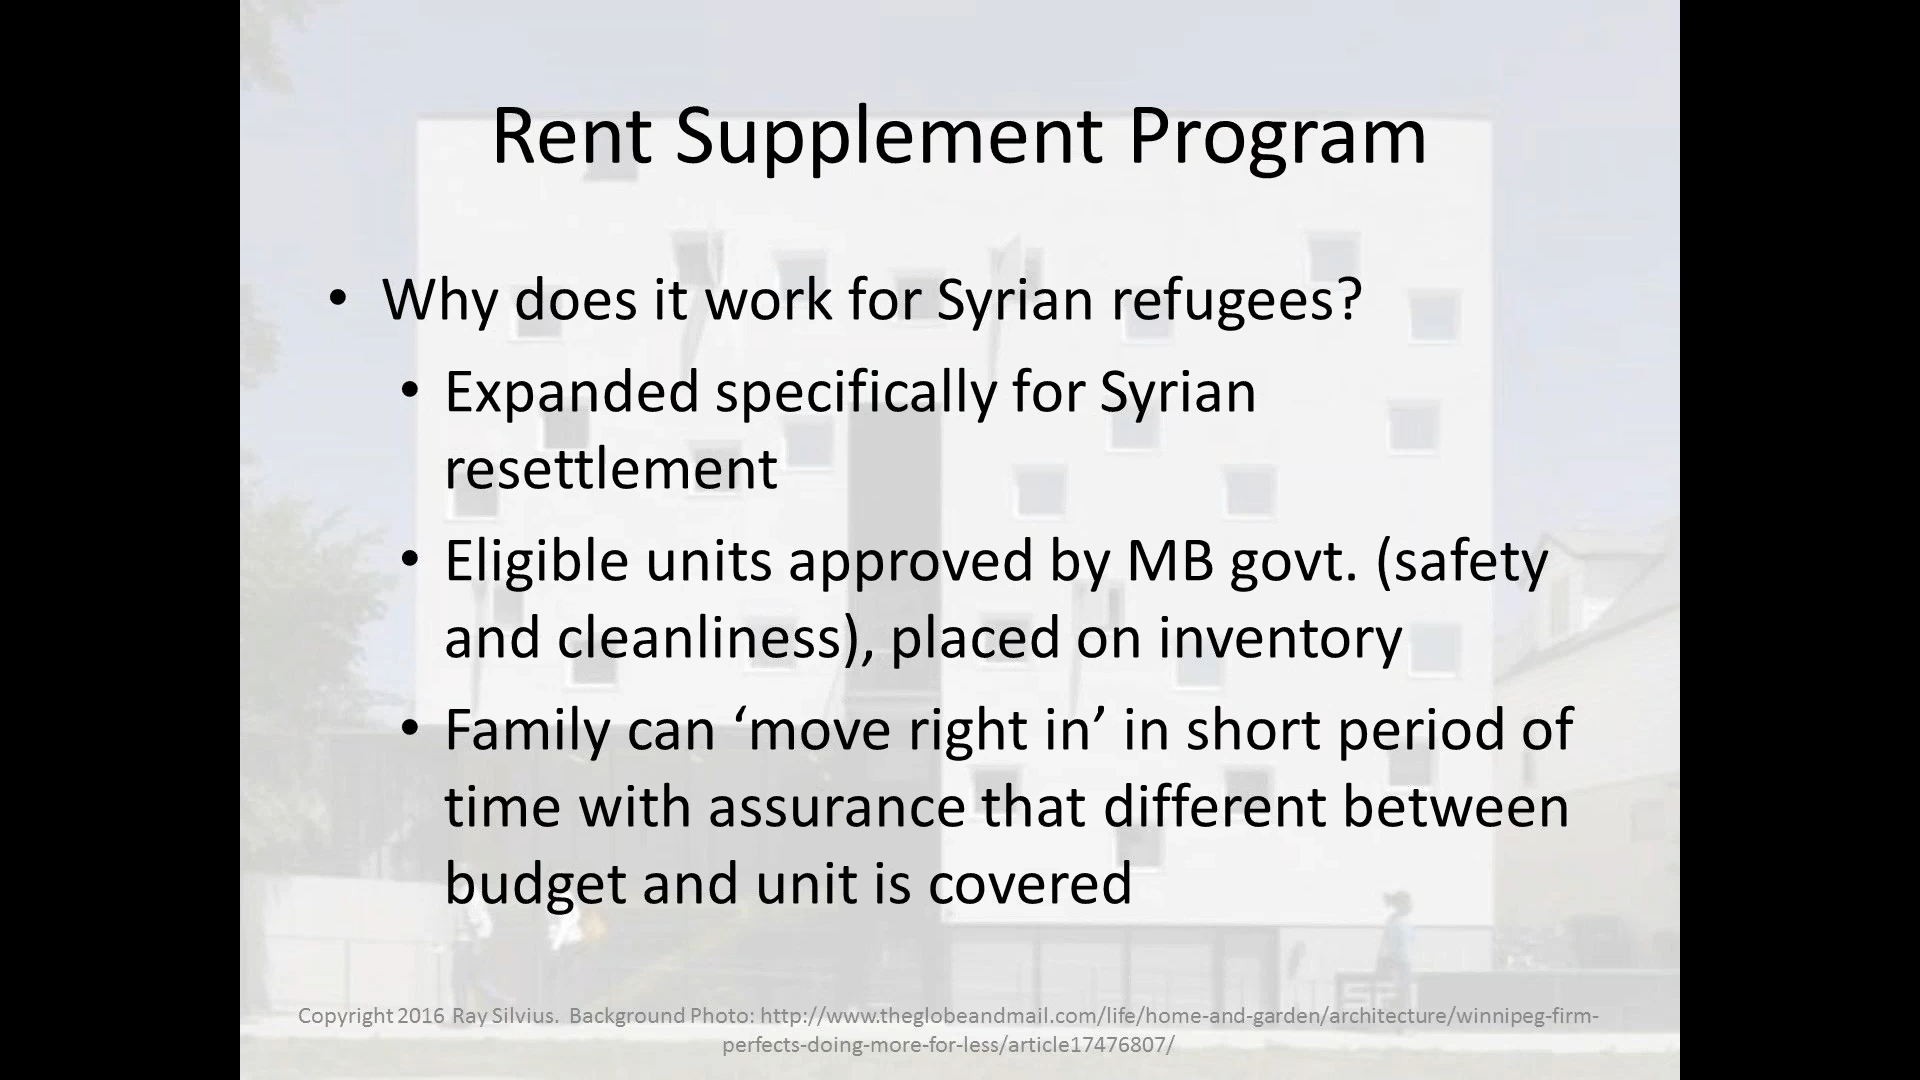 Rent Supplement Program
• Why does it work for Syrian refugees?
• Expanded specifically for Syrian
resettlement
• Eligible units approved by MB govt. (safety
and cleanliness), placed on inventory
• Family can ‘move right in’ in short period of
time with assurance that different between
budget and unit is covered
Copyright 2016 Ray Silvius. Background Photo: http://www.theglobeandmail.com/life/home-and-garden/architecture/winnipeg-firm-
perfects-doing-more-for-less/article17476807/